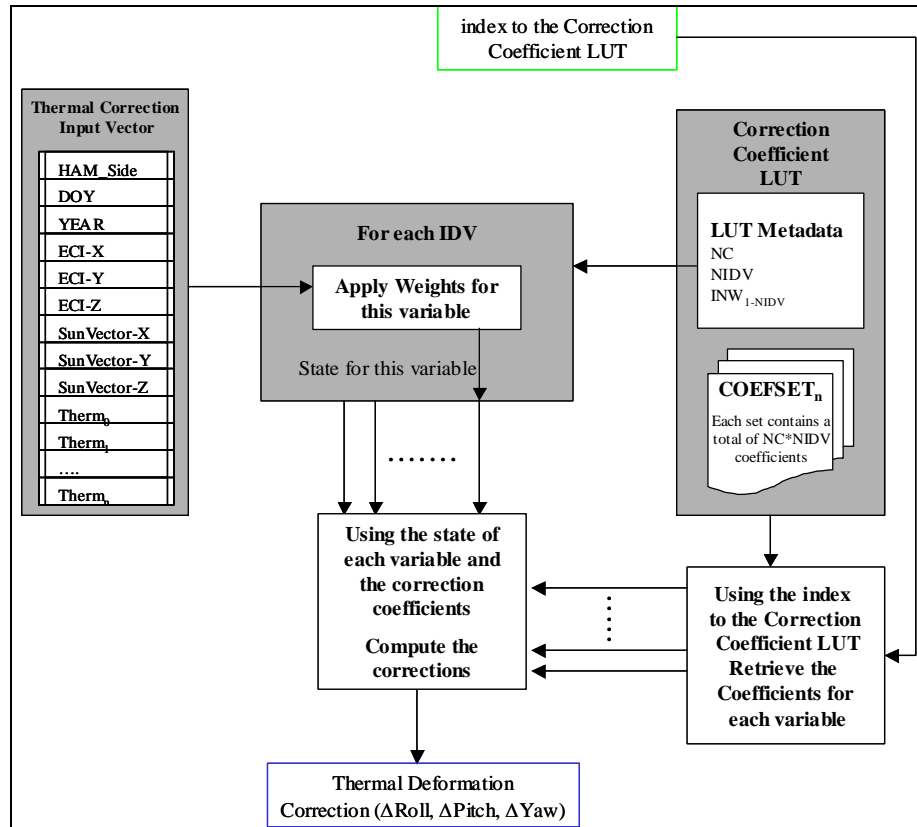 index to the Correction
Coefficient LUT
Thermal Correction
Input Vector
HAM_Side
DOY
YEAR
ECI-X
ECI-Y
ECI-Z
SunVector-X
SunVector-Y
SunVector-Z
Therm0
Therm1
....
Thermn
For each IDV
Apply Weights for
this variable
State for this variable
.......
Correction
Coefficient
LUT
LUT Metadata
NC
NIDV
INW1-NIDV
COEFSETn
Each set contains a
total of NC*NIDV
coefficients
Using the state of
each variable and
the correction
coefficients
Compute the
corrections
Using the index
to the Correction
Coefficient LUT
Retrieve the
Coefficients for
each variable
Thermal Deformation
Correction (ΔRoll, ΔPitch, ΔYaw)